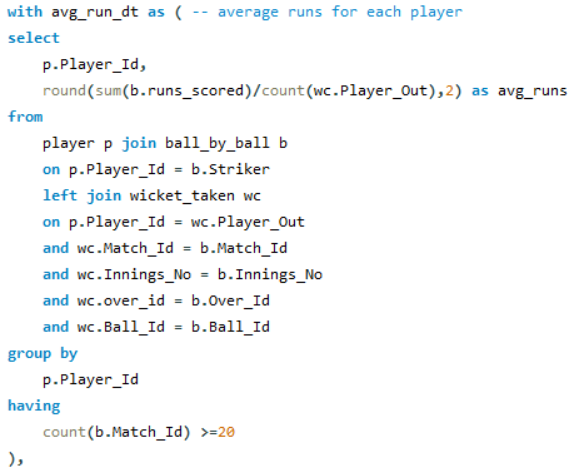 with avg_run_dt as ( -- average runs for each player
select
    p.Player_Id,
    round(sum(b.runs_scored)/count(wc.Player_Out),2) as avg_runs
from
    player p join ball_by_ball b
    on p.Player_Id = b.Striker
    left join wicket_taken wc
    on p.Player_Id = wc.Player_Out
    and wc.Match_Id = b.Match_Id
    and wc.Innings_No = b.Innings_No
    and wc.over_id = b.Over_Id
    and wc.Ball_Id = b.Ball_Id
group by
    p.Player_Id
having
    count(b.Match_Id) >=20
),